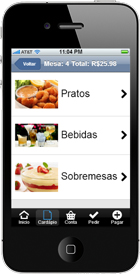 AT&T 11:04 PM
Voltar Mesa: 4 Total: R$25.98
Pratos
Bebidas
Sobremesas
Início Cardápio Conta Pedir Pagar